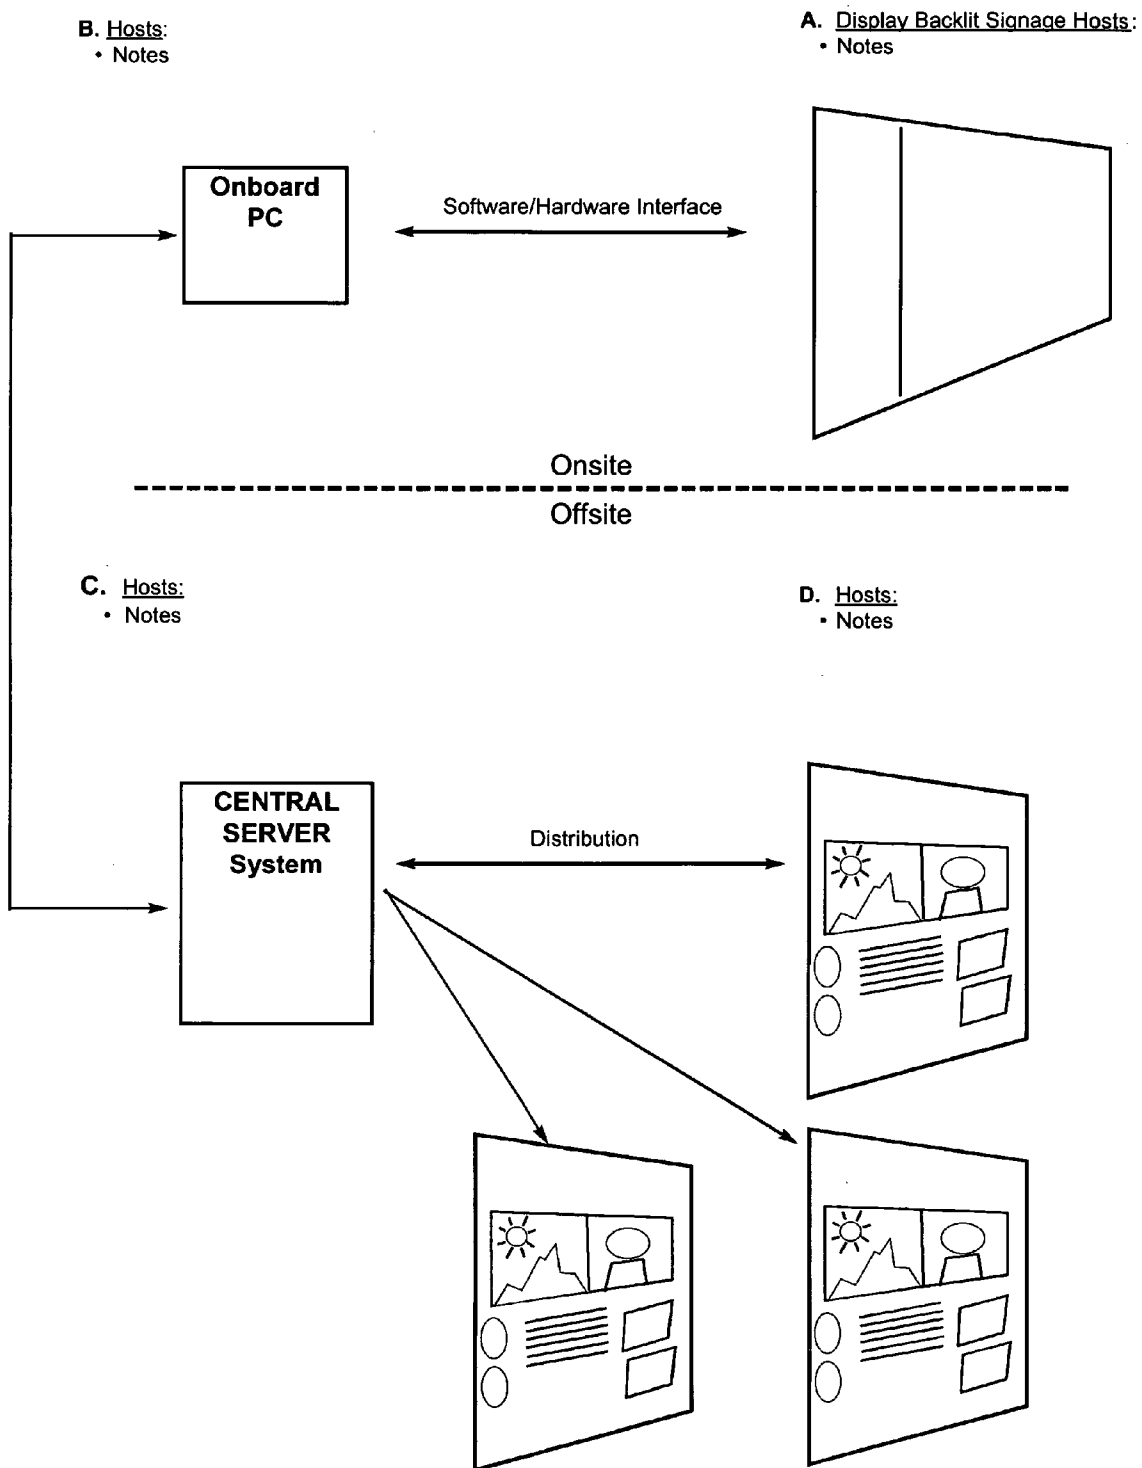 B. Hosts:
• Notes
A. Display Backlit Signage Hosts:
• Notes
Onboard
PC
Software/Hardware Interface
Onsite
Offsite
C. Hosts:
• Notes
D. Hosts:
• Notes
CENTRAL
SERVER
System
Distribution